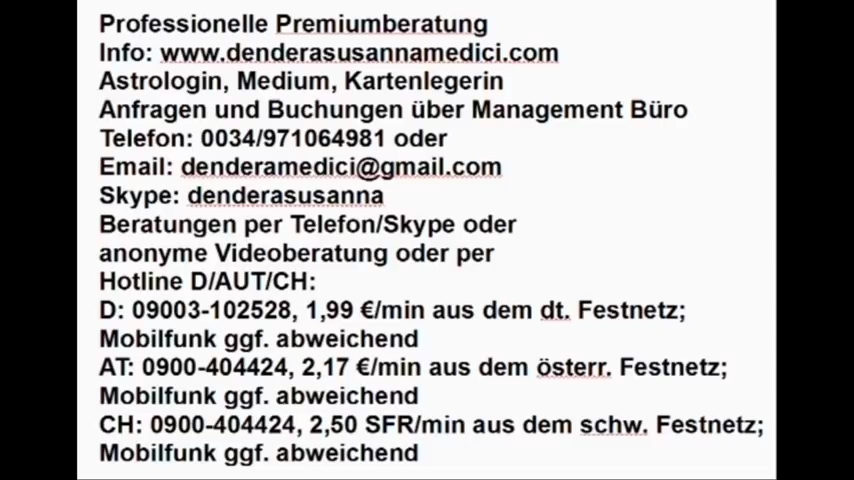 Professionelle Premiumberatung
Info: www.denderasusannamedici.com
Astrologin, Medium, Kartenlegerin
Anfragen und Buchungen über Management Büro
Telefon: 0034/971064981 oder
Email: denderamedici@gmail.com
Skype: denderasusanna
Beratungen per Telefon/Skype oder
anonyme Videoberatung oder per
Hotline D/AUT/CH:
D: 09003-102528, 1,99 €/min aus dem dt. Festnetz;
Mobilfunk ggf. abweichend
AT: 0900-404424, 2,17 €/min aus dem österr. Festnetz;
Mobilfunk ggf. abweichend
CH: 0900-404424, 2,50 SFR/min aus dem schw. Festnetz;
Mobilfunk ggf. abweichend